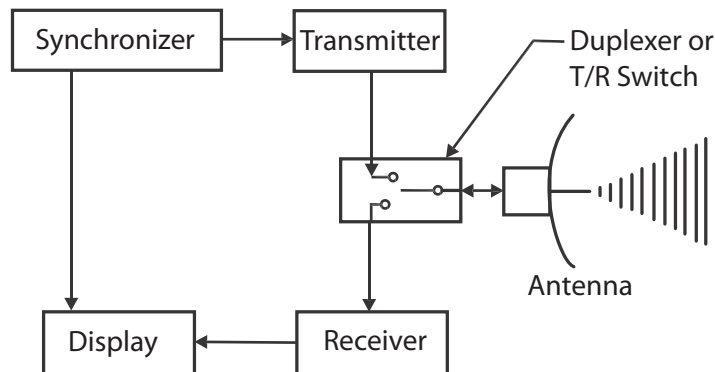 Synchronizer
Transmitter
Duplexer or
T/R Switch
Antenna
Display
Receiver